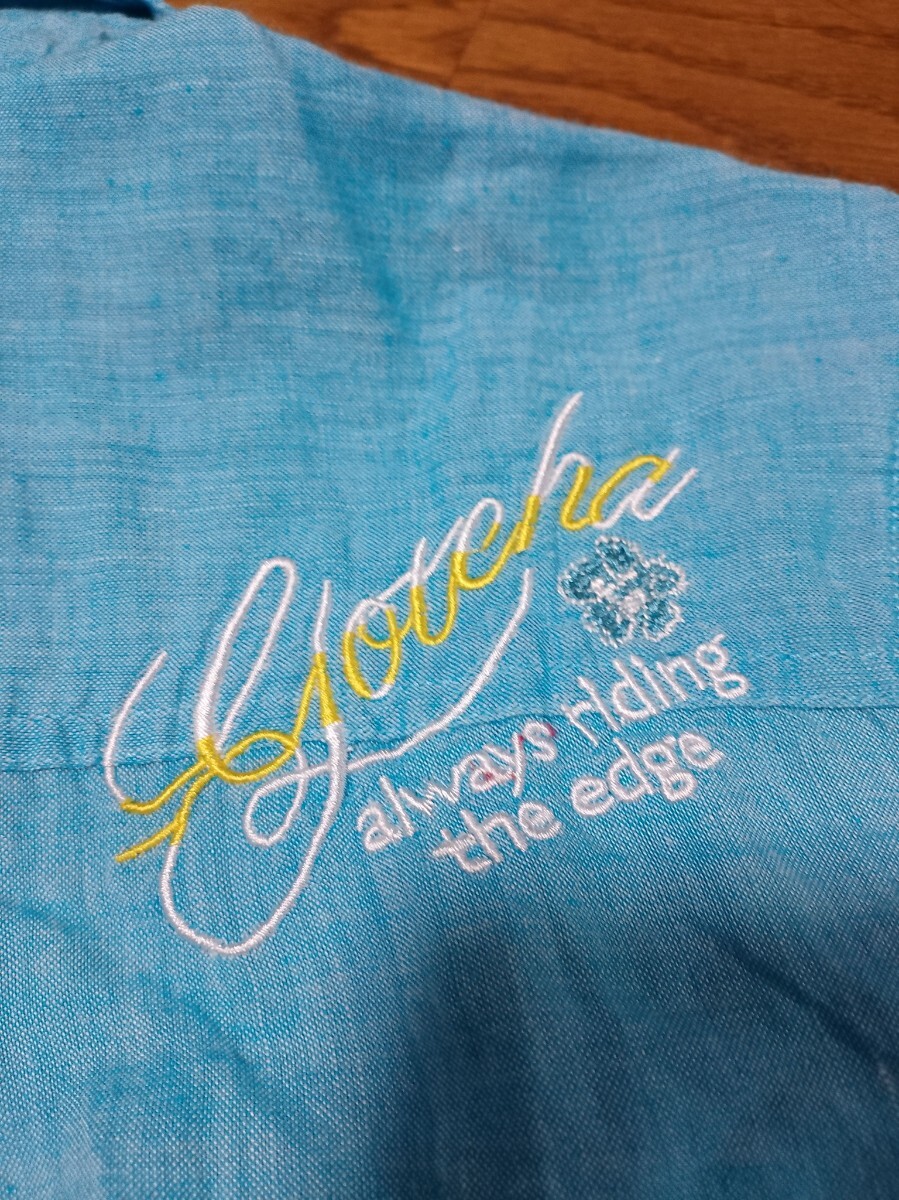 Gotcha
always riding
the edge